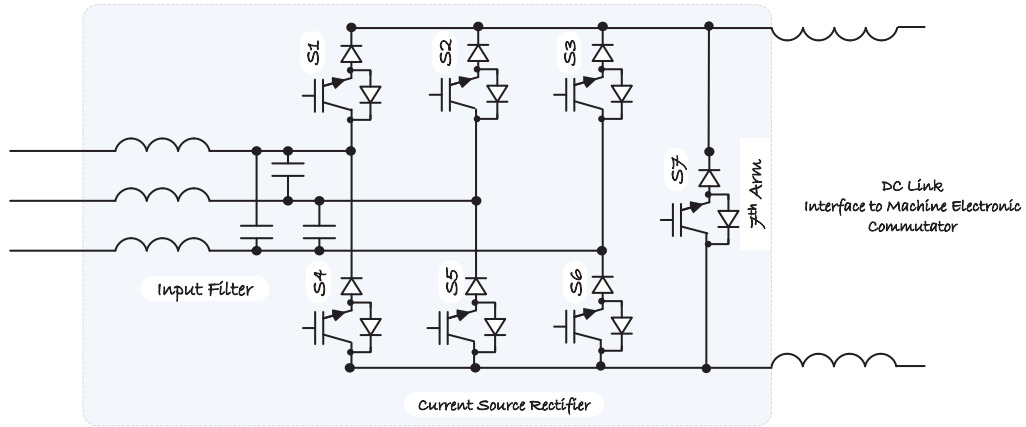 S1
S2
S3
S7
7th Arm
DC Link
Interface to Machine Electronic
Commutator
S4
S5
S6
Input Filter
Current Source Rectifier